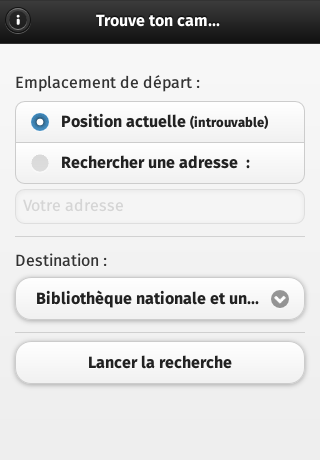 Trouve ton cam...
Emplacement de départ :
Position actuelle (introuvable)
Rechercher une adresse :
Votre adresse
Destination :
Bibliothèque nationale et un...
Lancer la recherche